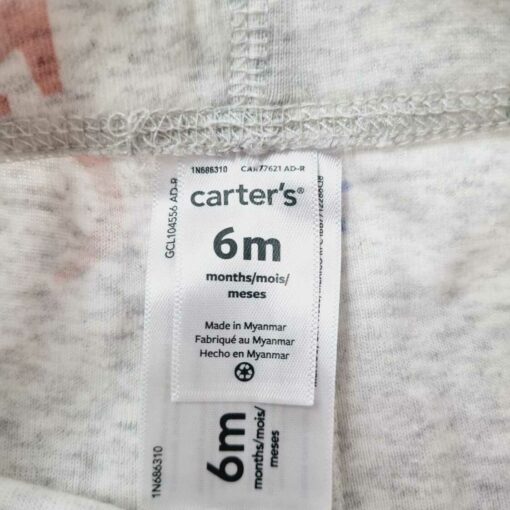 1N686310 CAR77621 AD-R
carter's®
6m
months/mois/
meses
Made in Myanmar
Fabriqué au Myanmar
Hecho en Myanmar
GCL104556 AD-R
1N686310
6m
months/mois/
meses